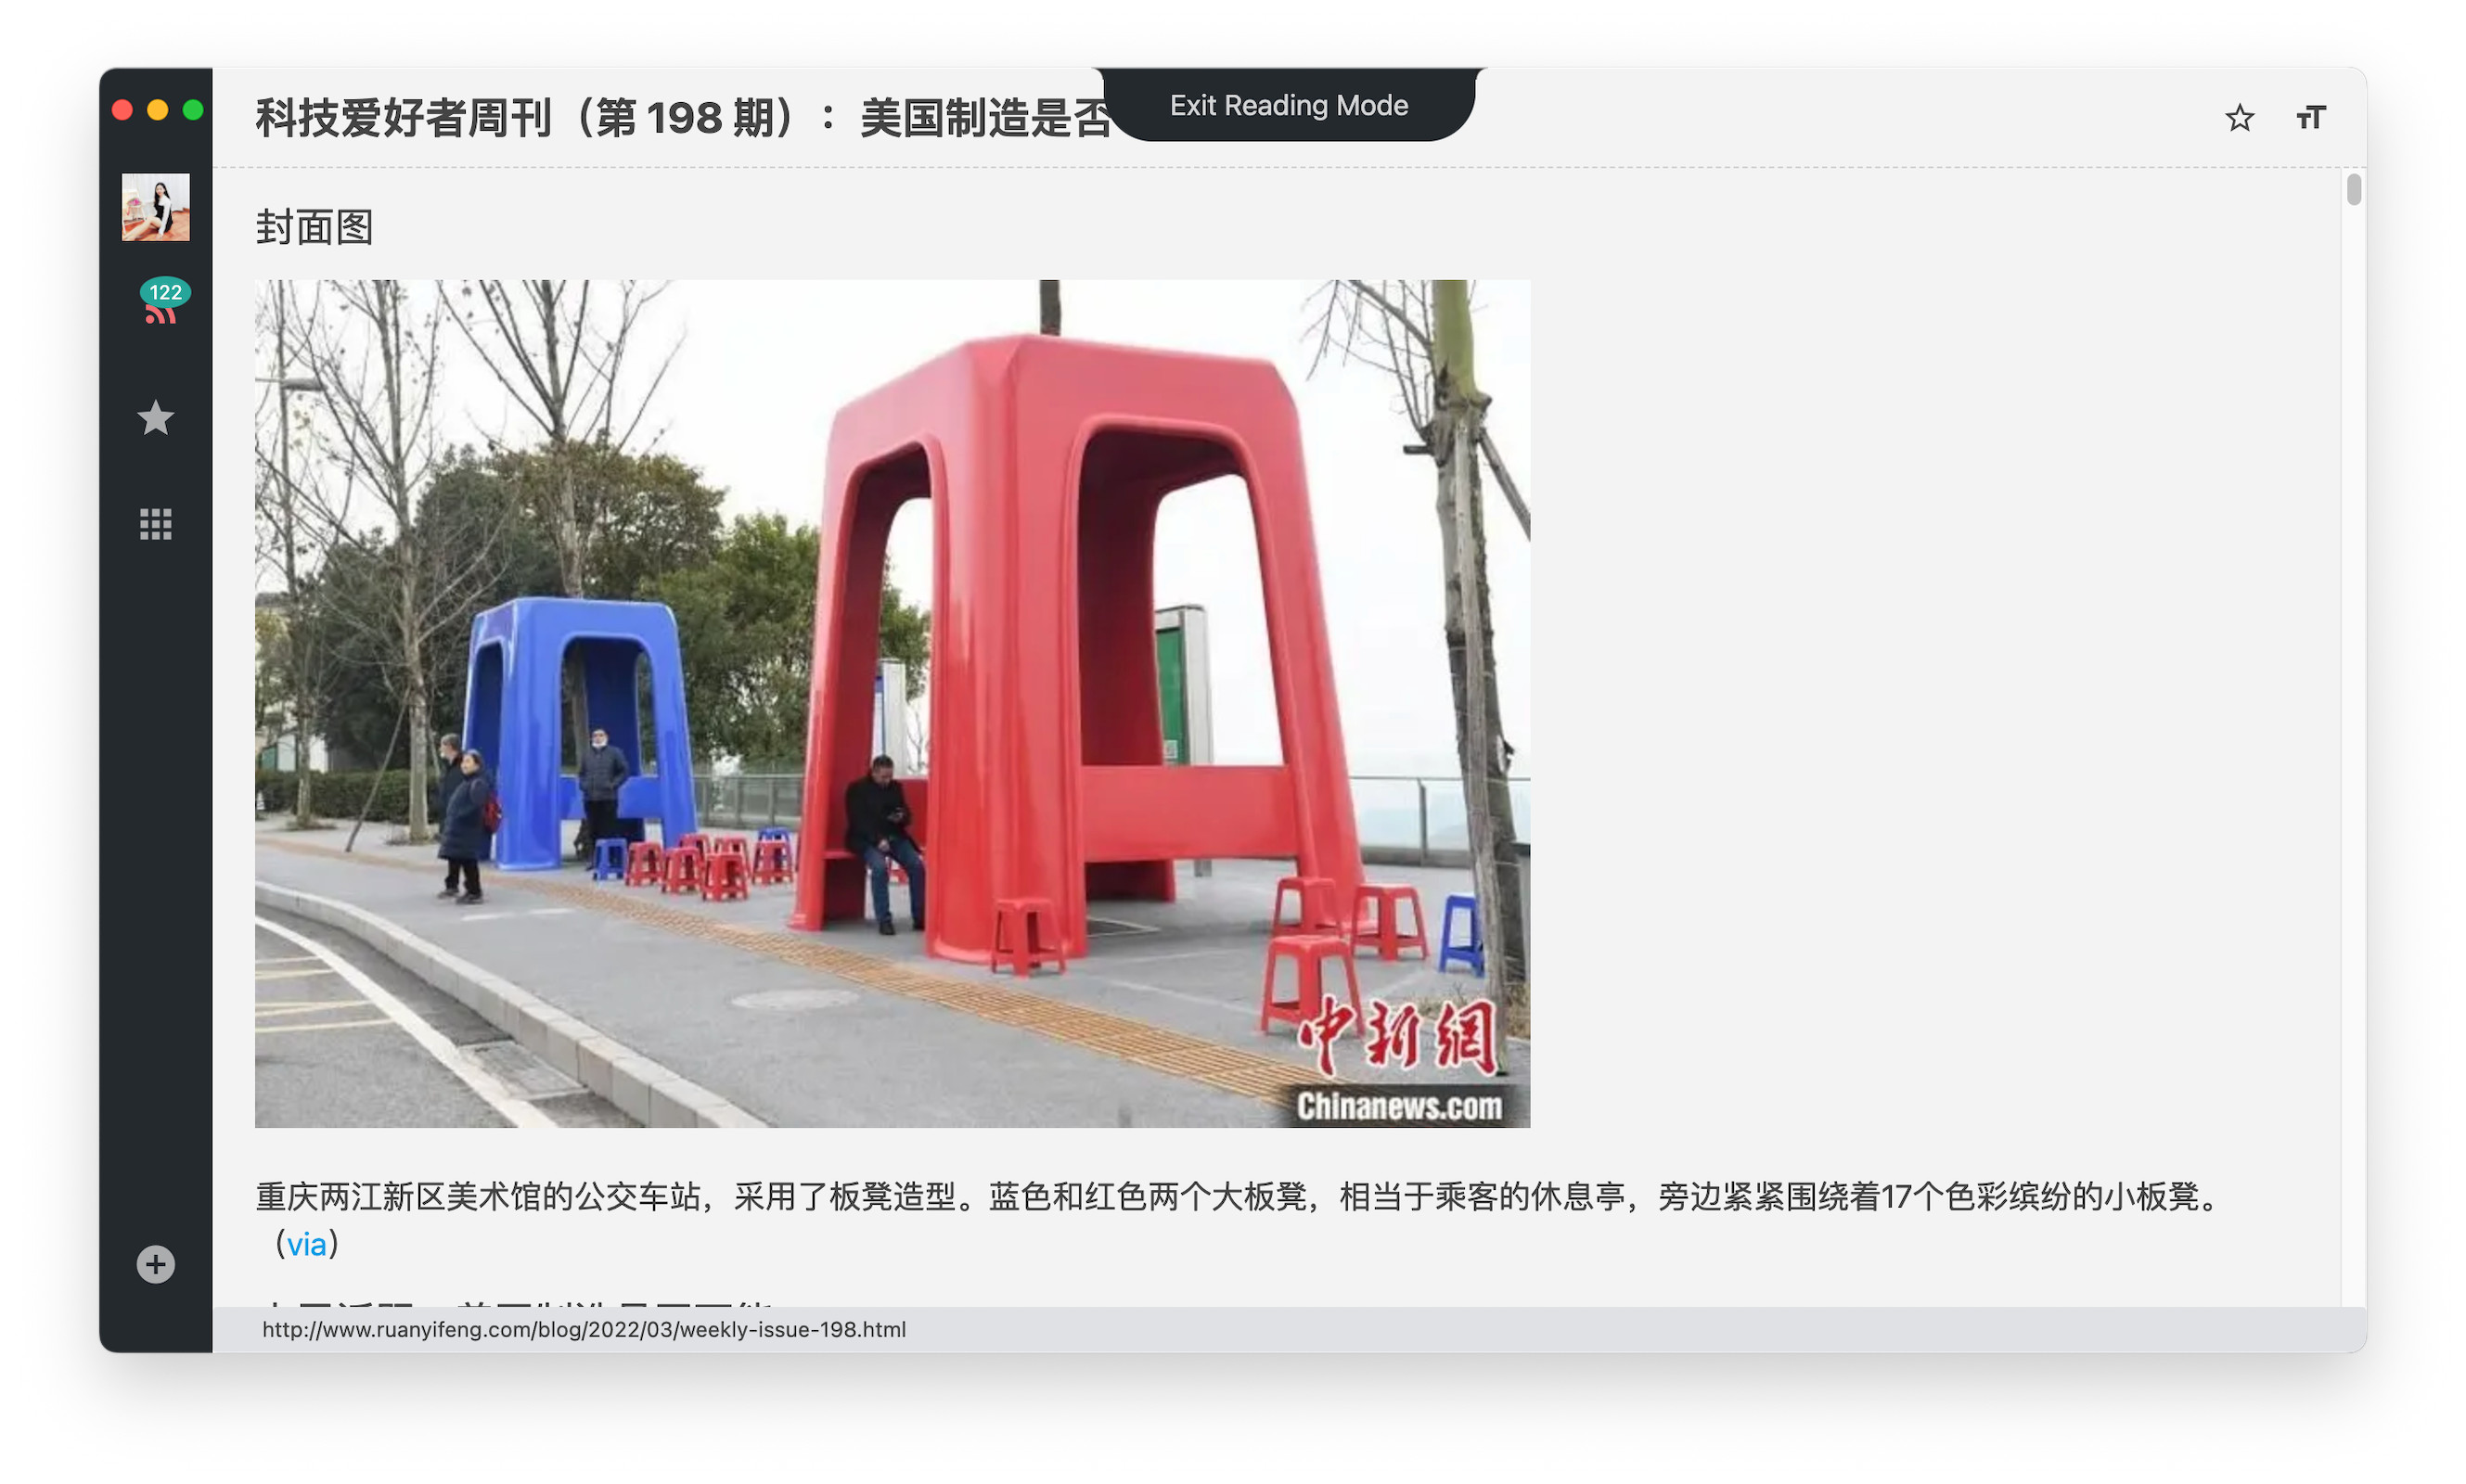 科技爱好者周刊（第 198 期）：美国制造是否
Exit Reading Mode
封面图
122
中新網
Chinanews.com
重庆两江新区美术馆的公交车站，采用了板凳造型。蓝色和红色两个大板凳，相当于乘客的休息亭，旁边紧紧围绕着17个色彩缤纷的小板凳。
（via）
http://www.ruanyifeng.com/blog/2022/03/weekly-issue-198.html